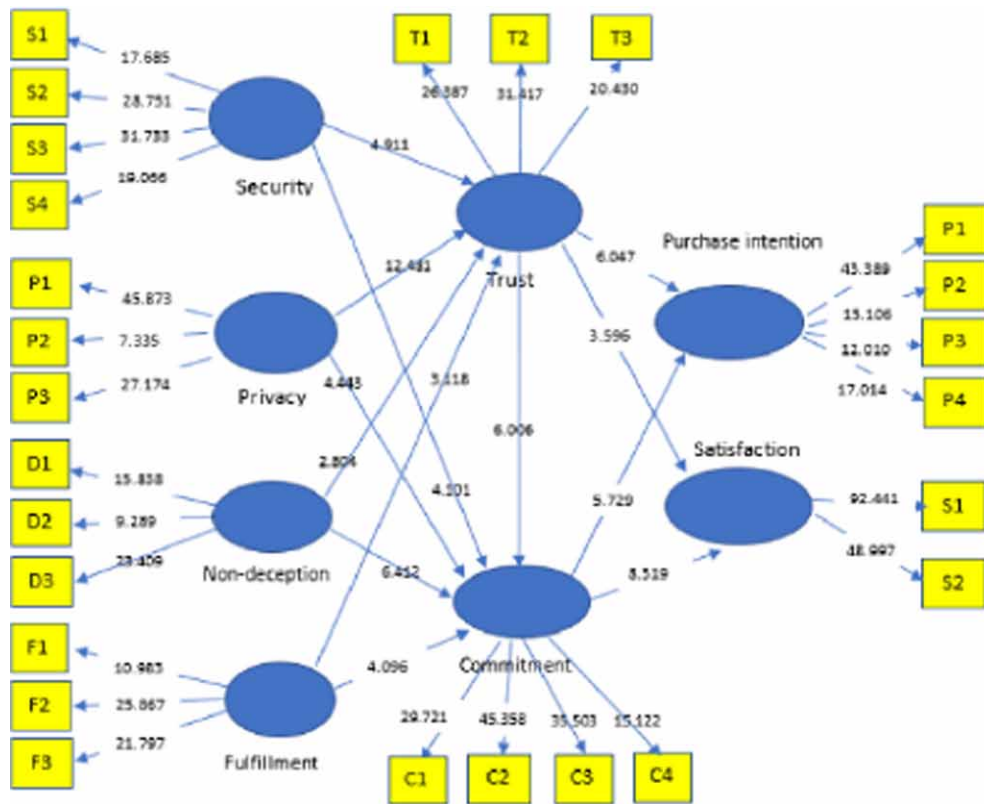 S1
17.685
S2
28.751
S3
31.733
S4
19.066
Security
T1
T2
T3
26.387
31.417
20.430
4.911
P1
45.873
P2
7.335
P3
27.174
Privacy
12.481
Trust
6.047
3.596
Purchase intention
P1
43.389
P2
15.106
P3
12.010
P4
17.014
4.443
3.118
6.006
D1
15.838
D2
9.289
D3
23.409
Non-deception
2.804
4.101
6.412
5.729
8.519
Satisfaction
S1
92.441
S2
48.997
F1
10.983
F2
25.867
F3
21.797
Fulfillment
4.096
Commitment
29.721
45.358
35.503
15.122
C1
C2
C3
C4